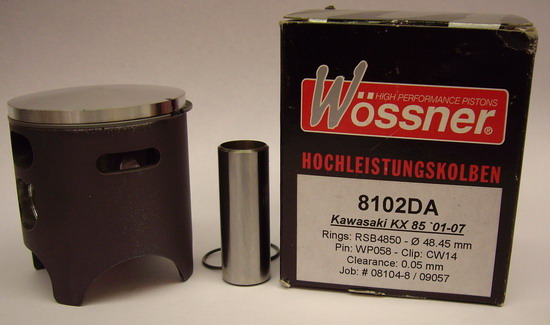 HIGH PERFORMANCE PISTONS
Wössner®
HOCHLEISTUNGSKOLBEN
8102DA
Kawasaki KX 85 `01-07
Rings: RSB4850 - Ø 48.45 mm
Pin: WP058 - Clip: CW14
Clearance: 0.05 mm
Job: # 08104-8 / 09057